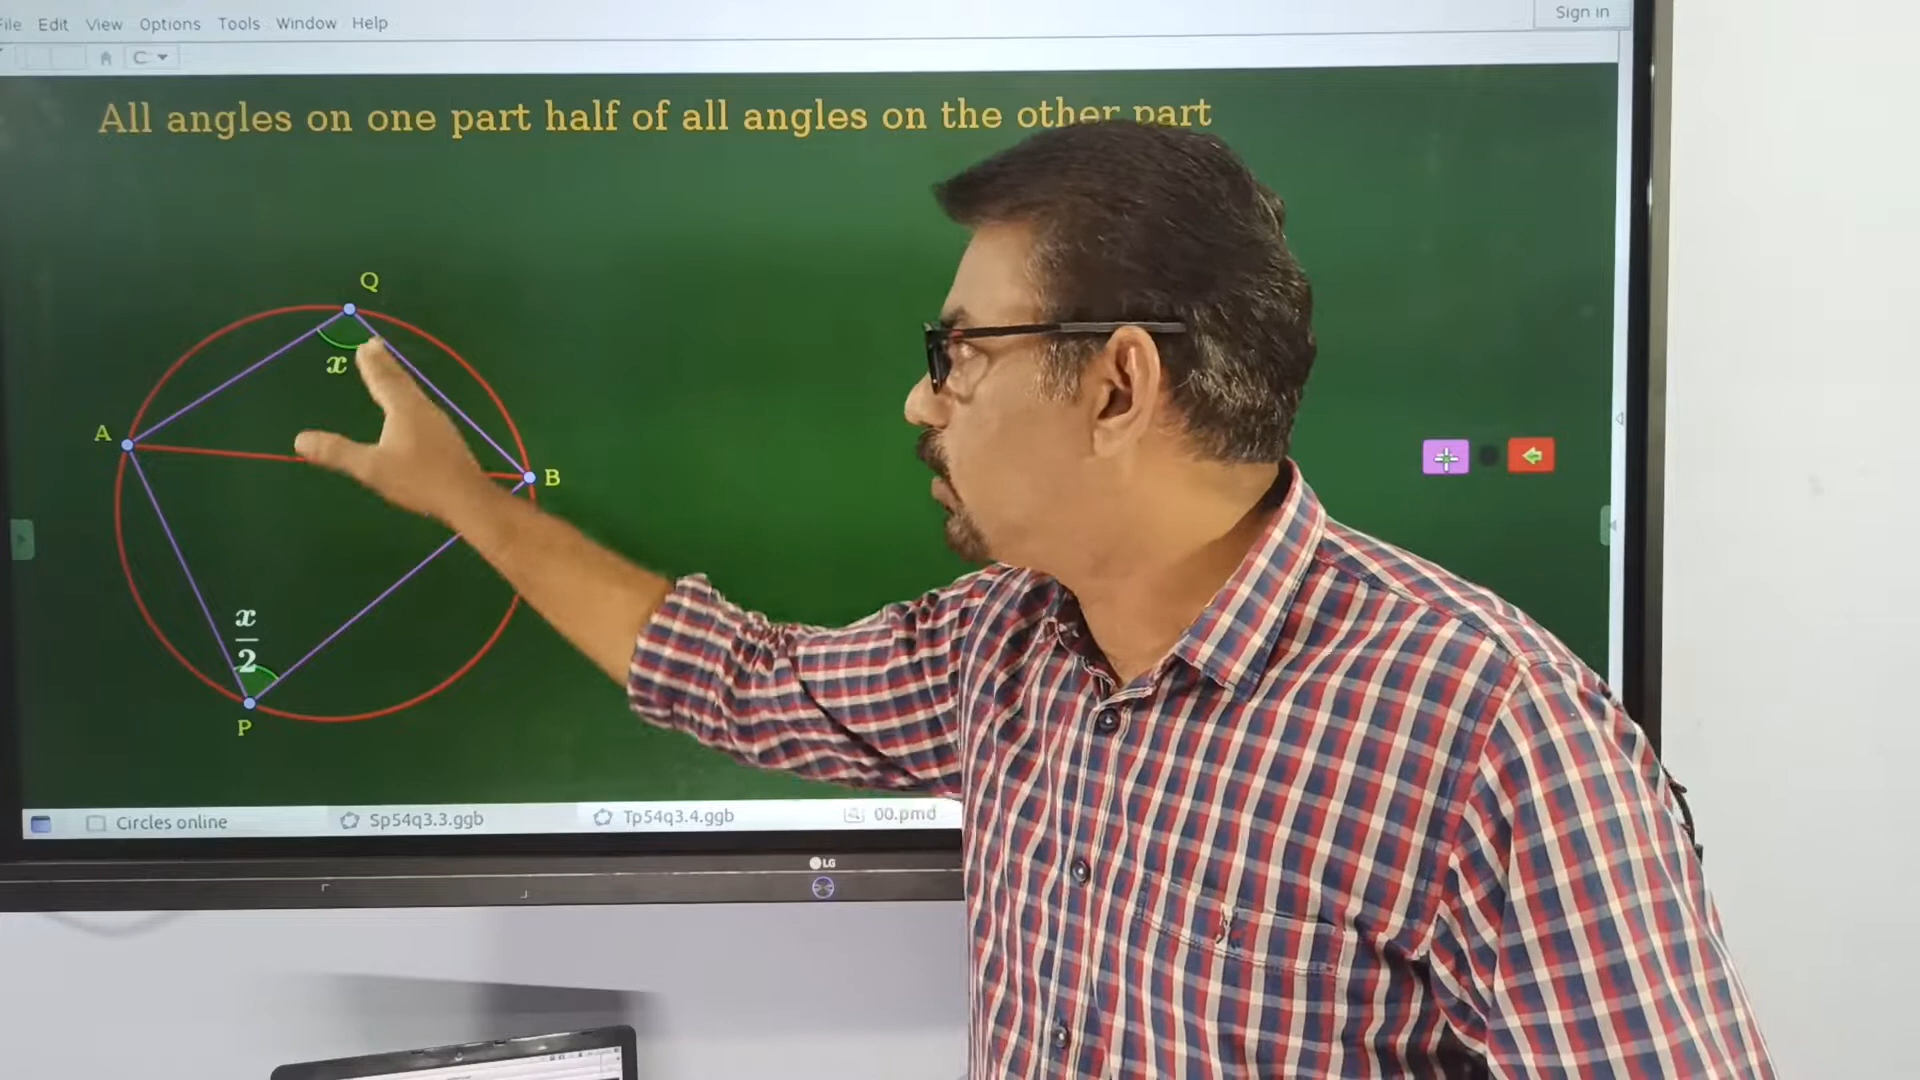 File Edit View Options Tools Window Help
Sign in
C
All angles on one part half of all angles on the other part
Q
x
A
B
x
2
P
Circles online Sp54q3.3.ggb Tp54q3.4.ggb 00.pmd
LG